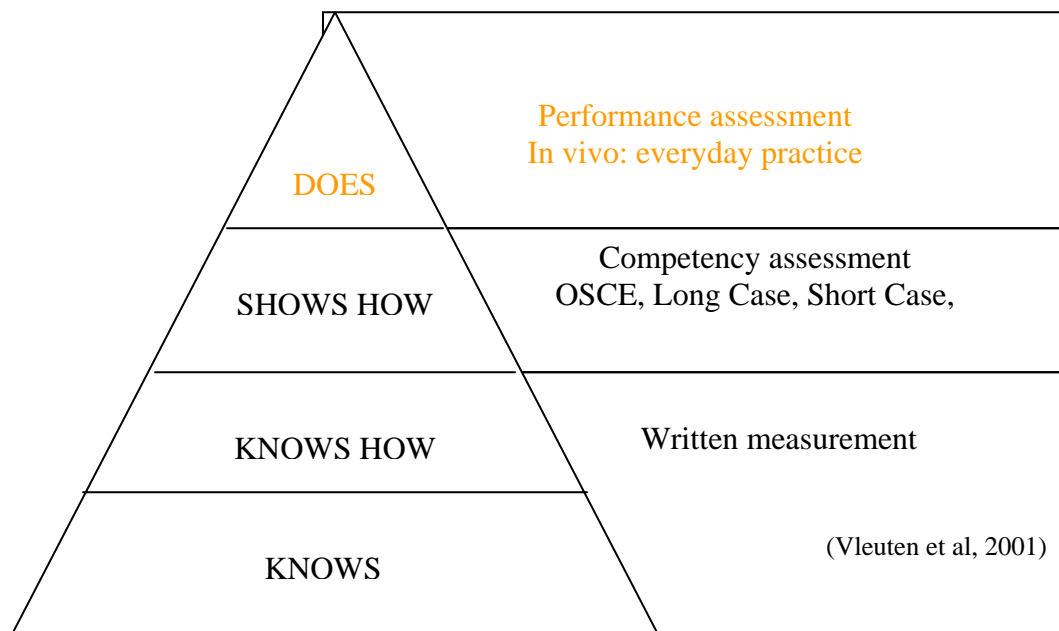 Performance assessment
In vivo: everyday practice
DOES
Competency assessment
OSCE, Long Case, Short Case,
SHOWS HOW
Written measurement
KNOWS HOW
(Vleuten et al, 2001)
KNOWS